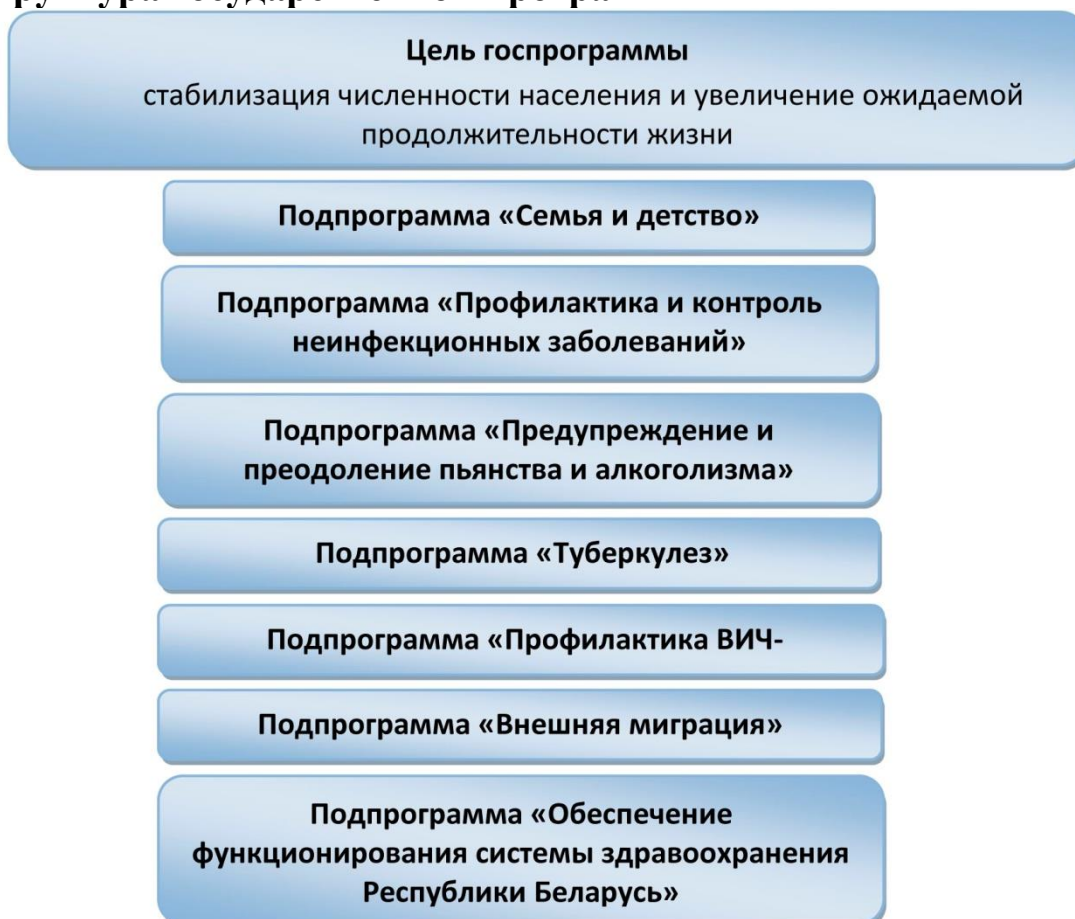 Цель госпрограммы
стабилизация численности населения и увеличение ожидаемой
продолжительности жизни
Подпрограмма «Семья и детство»
Подпрограмма «Профилактика и контроль
неинфекционных заболеваний»
Подпрограмма «Предупреждение и
преодоление пьянства и алкоголизма»
Подпрограмма «Туберкулез»
Подпрограмма «Профилактика ВИЧ-
Подпрограмма «Внешняя миграция»
Подпрограмма «Обеспечение
функционирования системы здравоохранения
Республики Беларусь»